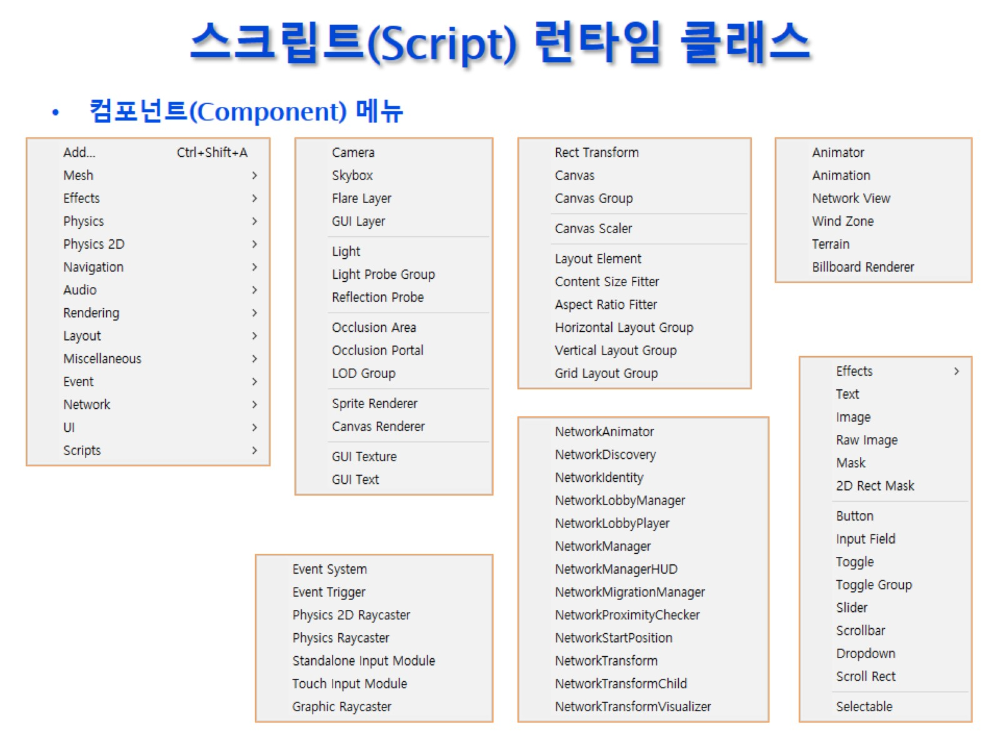 스크립트(Script) 런타임 클래스
• 컴포넌트(Component) 메뉴
Add... Ctrl+Shift+A
Mesh >
Effects >
Physics >
Physics 2D >
Navigation >
Audio >
Rendering >
Layout >
Miscellaneous >
Event >
Network >
UI >
Scripts >
Camera
Skybox
Flare Layer
GUI Layer
Light
Light Probe Group
Reflection Probe
Occlusion Area
Occlusion Portal
LOD Group
Sprite Renderer
Canvas Renderer
GUI Texture
GUI Text
Rect Transform
Canvas
Canvas Group
Canvas Scaler
Layout Element
Content Size Fitter
Aspect Ratio Fitter
Horizontal Layout Group
Vertical Layout Group
Grid Layout Group
Animator
Animation
Network View
Wind Zone
Terrain
Billboard Renderer
Event System
Event Trigger
Physics 2D Raycaster
Physics Raycaster
Standalone Input Module
Touch Input Module
Graphic Raycaster
NetworkAnimator
NetworkDiscovery
NetworkIdentity
NetworkLobbyManager
NetworkLobbyPlayer
NetworkManager
NetworkManagerHUD
NetworkMigrationManager
NetworkProximityChecker
NetworkStartPosition
NetworkTransform
NetworkTransformChild
NetworkTransformVisualizer
Effects >
Text
Image
Raw Image
Mask
2D Rect Mask
Button
Input Field
Toggle
Toggle Group
Slider
Scrollbar
Dropdown
Scroll Rect
Selectable